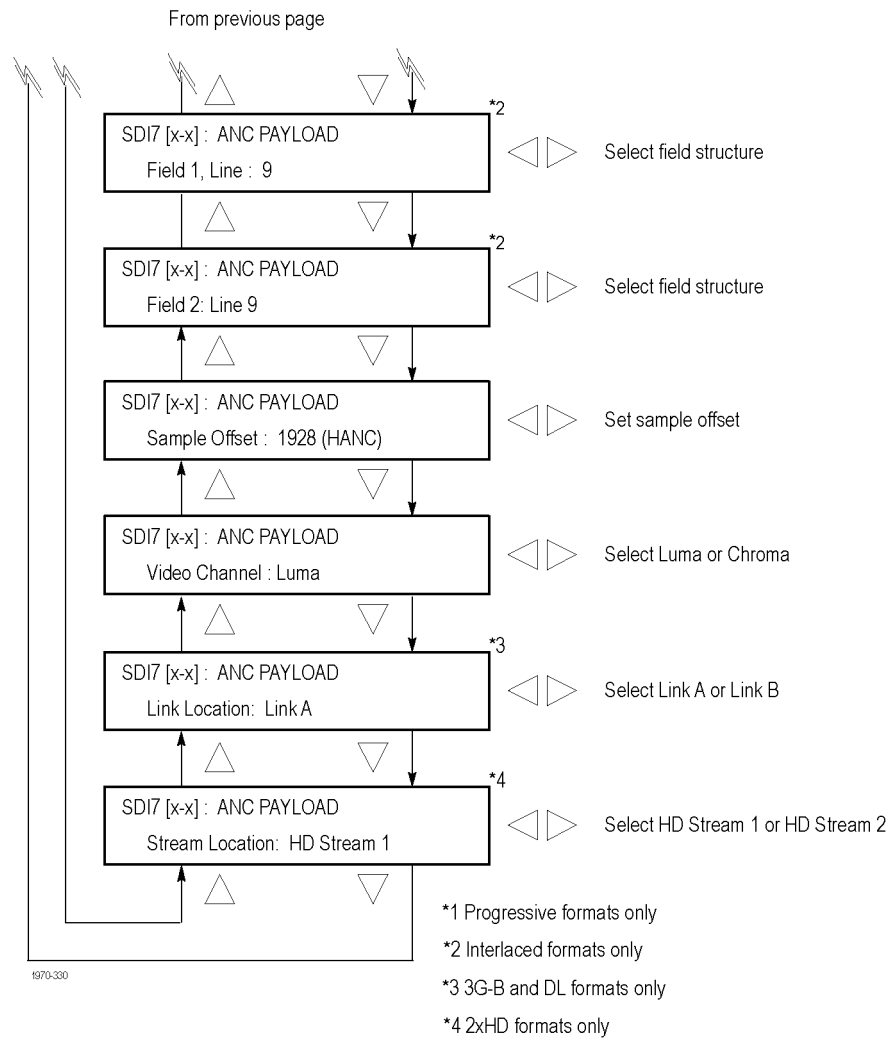 From previous page
*2
SDI7 [x-x] : ANC PAYLOAD
Field 1, Line : 9
Select field structure
*2
SDI7 [x-x] : ANC PAYLOAD
Field 2: Line 9
Select field structure
SDI7 [x-x] : ANC PAYLOAD
Sample Offset : 1928 (HANC)
Set sample offset
SDI7 [x-x] : ANC PAYLOAD
Video Channel : Luma
Select Luma or Chroma
*3
SDI7 [x-x] : ANC PAYLOAD
Link Location: Link A
Select Link A or Link B
*4
SDI7 [x-x] : ANC PAYLOAD
Stream Location: HD Stream 1
Select HD Stream 1 or HD Stream 2
*1 Progressive formats only
*2 Interlaced formats only
*3 3G-B and DL formats only
*4 2xHD formats only
1970-330